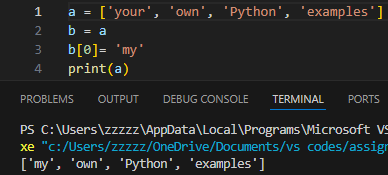 1 a = ['your', 'own', 'Python', 'examples']
2 b = a
3 b[0]= 'my'
4 print(a)
PROBLEMS OUTPUT DEBUG CONSOLE TERMINAL PORTS
PS C:\Users\zzzzz\AppData\Local\Programs\Microsoft VS
xe "c:/Users/zzzzz/OneDrive/Documents/vs codes/assig
['my', 'own', 'Python', 'examples']